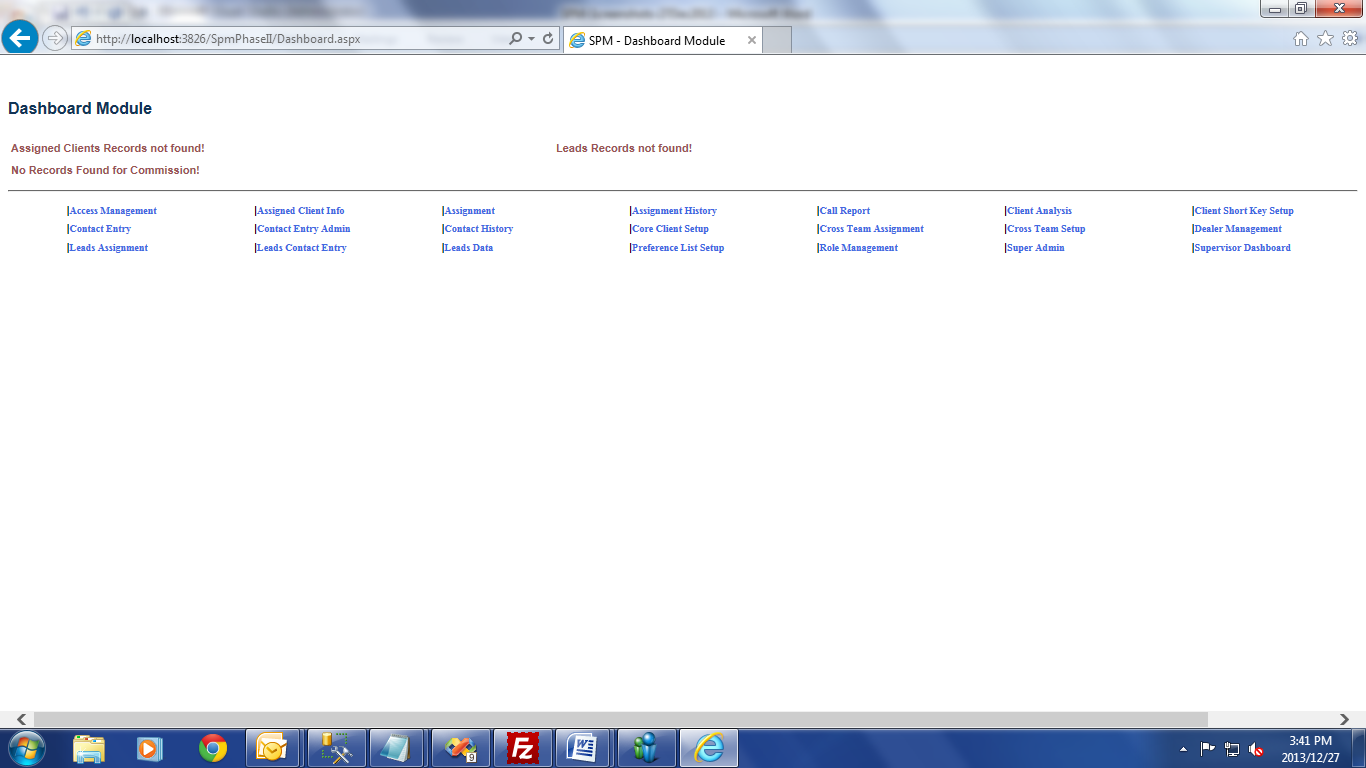 http://localhost:3826/SpmPhaseII/Dashboard.aspx
SPM - Dashboard Module
Dashboard Module
Assigned Clients Records not found! Leads Records not found!
No Records Found for Commission!
|Access Management |Assigned Client Info |Assignment |Assignment History |Call Report |Client Analysis |Client Short Key Setup
|Contact Entry |Contact Entry Admin |Contact History |Core Client Setup |Cross Team Assignment |Cross Team Setup |Dealer Management
|Leads Assignment |Leads Contact Entry |Leads Data |Preference List Setup |Role Management |Super Admin |Supervisor Dashboard
9
Fz
W
3:41 PM
2013/12/27